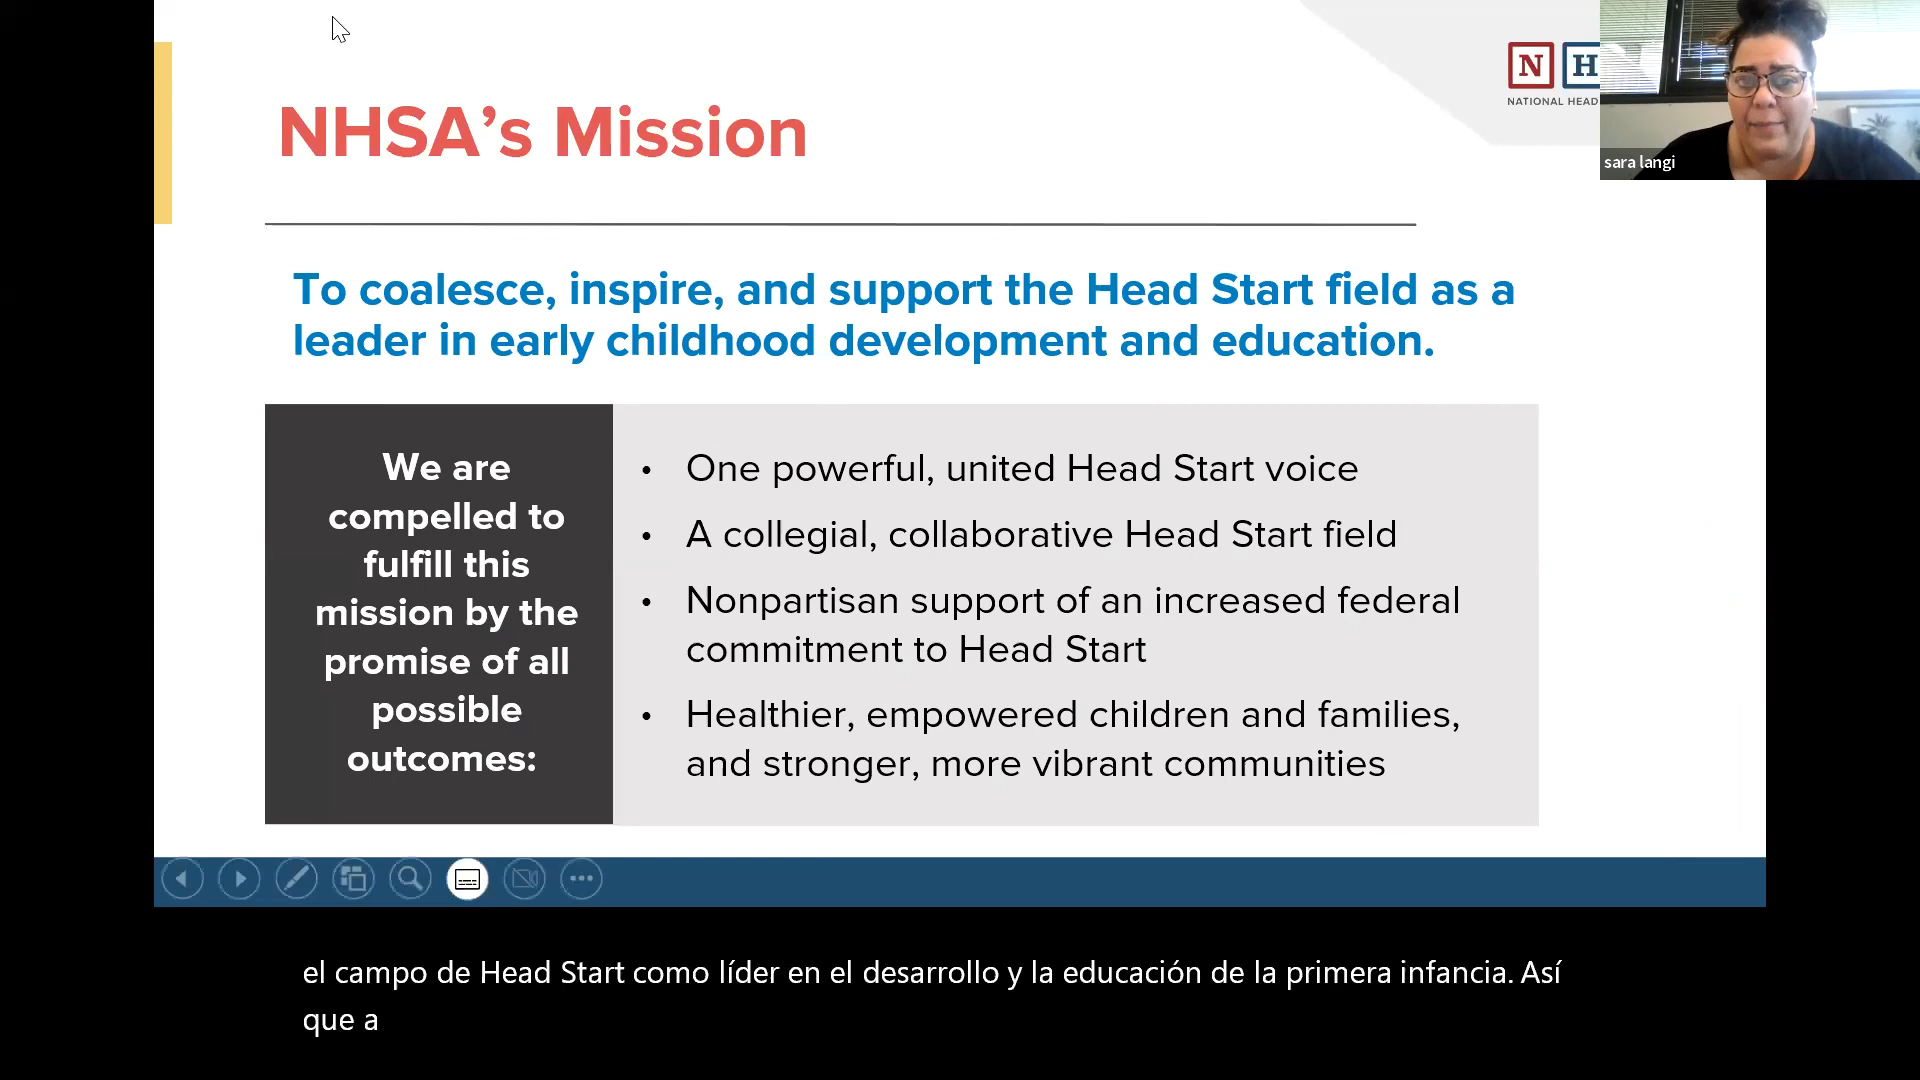 NHSA's Mission
N H
NATIONAL HEAD
sara langi
To coalesce, inspire, and support the Head Start field as a
leader in early childhood development and education.
We are
compelled to
fulfill this
mission by the
promise of all
possible
outcomes:
• One powerful, united Head Start voice
• A collegial, collaborative Head Start field
• Nonpartisan support of an increased federal
commitment to Head Start
• Healthier, empowered children and families,
and stronger, more vibrant communities
el campo de Head Start como líder en el desarrollo y la educación de la primera infancia. Así
que a